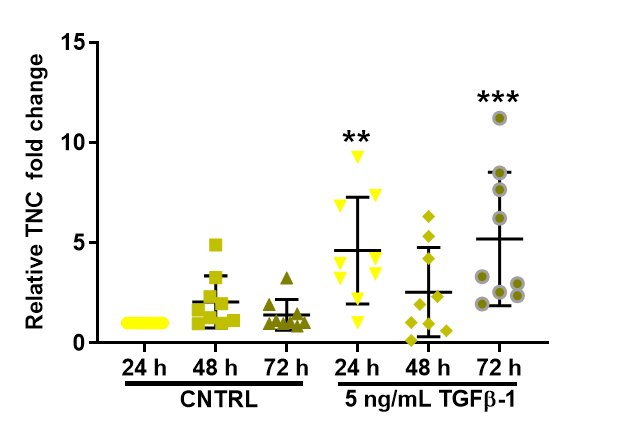 Relative TNC fold change
15
10
5
0
**
***
24 h 48 h 72 h 24 h 48 h 72 h
CNTRL 5 ng/mL TGFβ-1